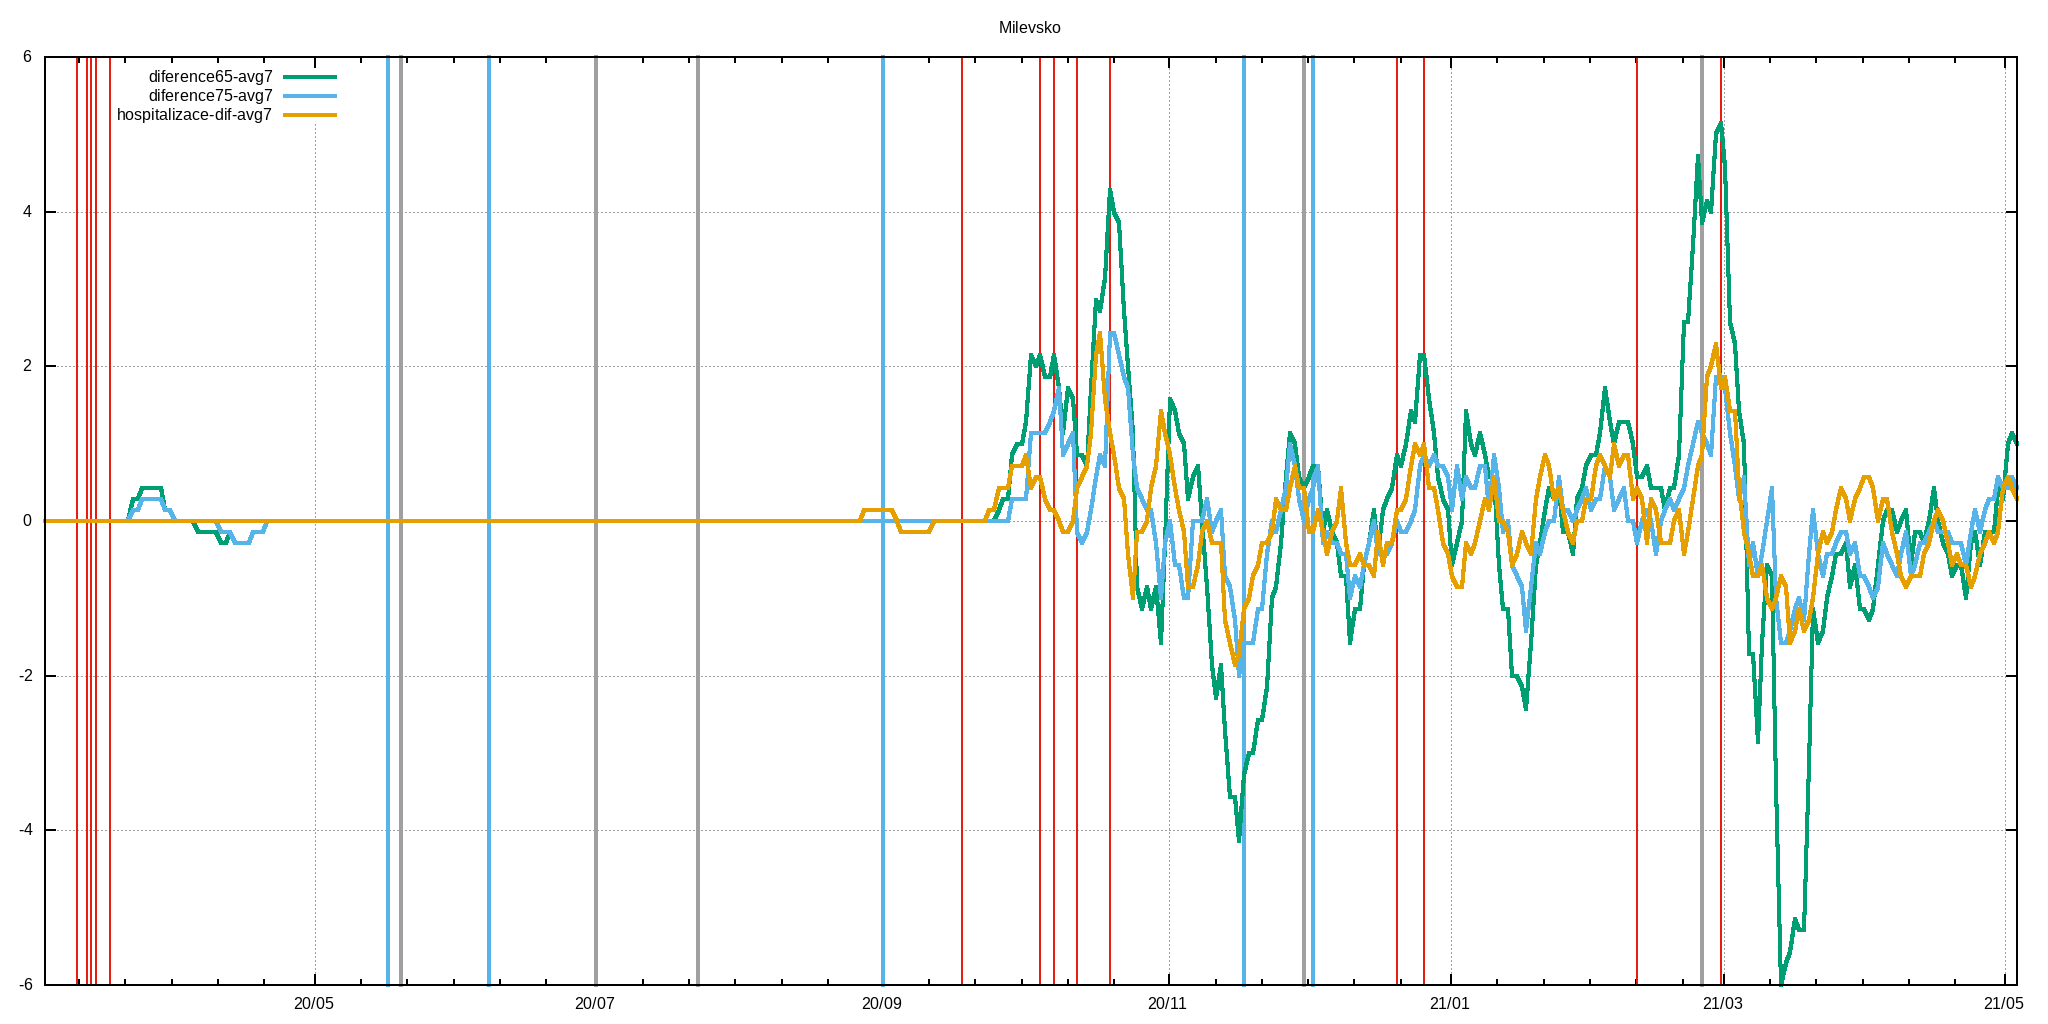 Milevsko
6
diference65-avg7
diference75-avg7
hospitalizace-dif-avg7
4
2
0
-2
-4
-6
20/05 20/07 20/09 20/11 21/01 21/03 21/05